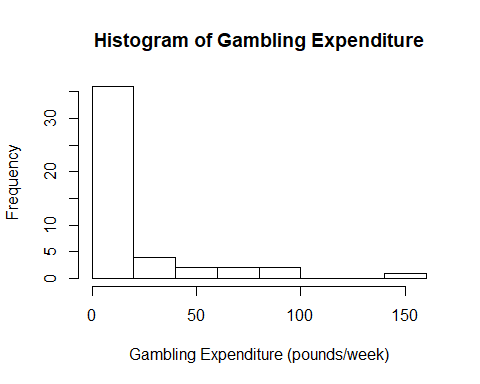 Histogram of Gambling Expenditure
Frequency
30
20
10
5
0
0 50 100 150
Gambling Expenditure (pounds/week)